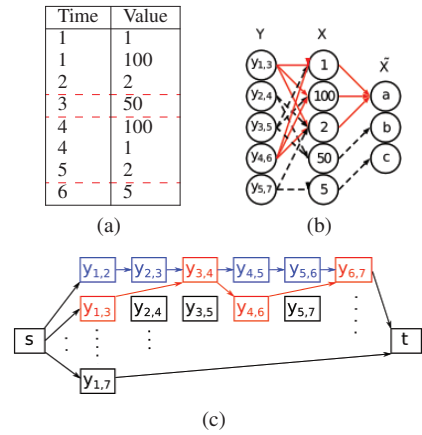 Time Value
1 1
1 100
2 2
3 50
4 100
4 1
5 2
6 5
(a)
Y X X̃
y1,3 1
y2,4 100 a
y3,5 2 b
y4,6 50 c
y5,7 5
(b)
y1,2 y2,3 y3,4 y4,5 y5,6 y6,7
y1,3 y2,4 y3,5 y4,6 y5,7
s t
y1,7
(c)